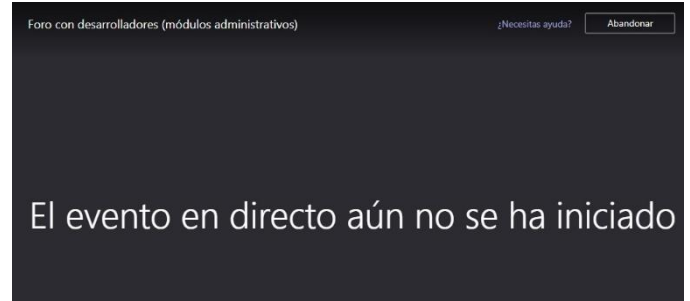 Foro con desarrolladores (módulos administrativos)
¿Necesitas ayuda?
Abandonar
El evento en directo aún no se ha iniciado